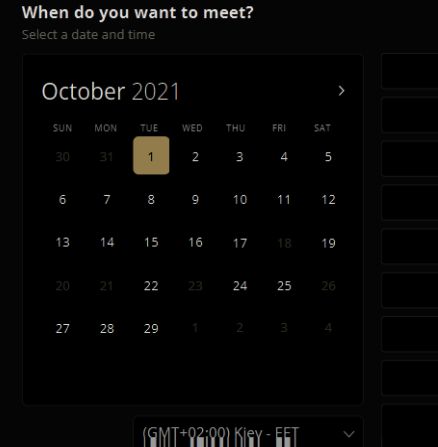 When do you want to meet?
Select a date and time
October 2021 >
SUN MON TUE WED THU FRI SAT
30 31 1 2 3 4 5
6 7 8 9 10 11 12
13 14 15 16 17 18 19
20 21 22 23 24 25 26
27 28 29 1 2 3 4
(GMT+02:00) Kiev - EET